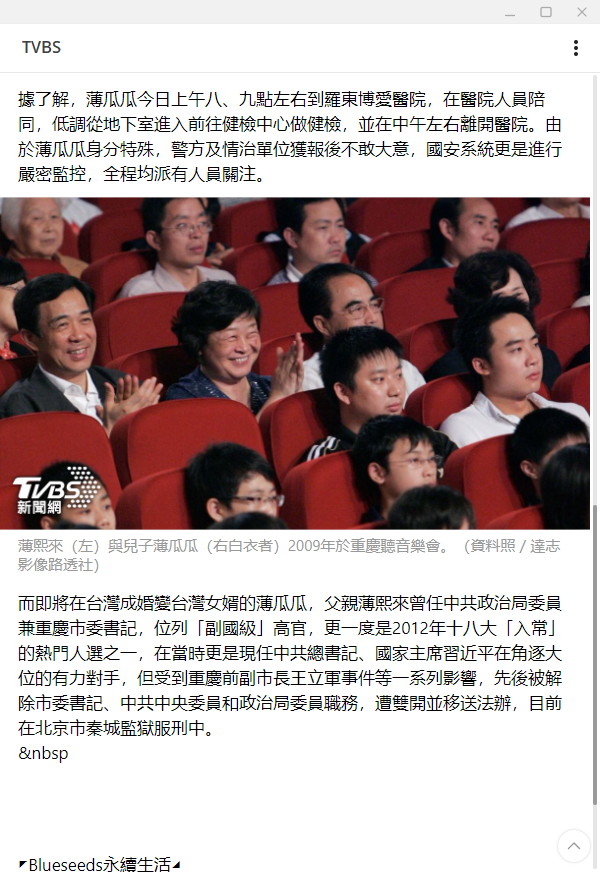 TVBS
據了解，薄瓜瓜今日上午八、九點左右到羅東博愛醫院，在醫院人員陪
同，低調從地下室進入前往健檢中心做健檢，並在中午左右離開醫院。由
於薄瓜瓜身分特殊，警方及情治單位獲報後不敢大意，國安系統更是進行
嚴密監控，全程均派有人員關注。
TVBS
新聞網
薄熙來（左）與兒子薄瓜瓜（右白衣者）2009年於重慶聽音樂會。（資料照／達志
影像路透社）
而即將在台灣成婚變台灣女婿的薄瓜瓜，父親薄熙來曾任中共政治局委員
兼重慶市委書記，位列「副國級」高官，更一度是2012年十八大「入常」
的熱門人選之一，在當時更是現任中共總書記、國家主席習近平在角逐大
位的有力對手，但受到重慶前副市長王立軍事件等一系列影響，先後被解
除市委書記、中共中央委員和政治局委員職務，遭雙開並移送法辦，目前
在北京市秦城監獄服刑中。
&nbsp
◤Blueseeds永續生活◢